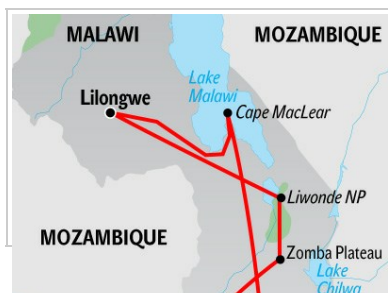 MALAWI
MOZAMBIQUE
Lake
Malawi
Lilongwe
Cape MacLear
Liwonde NP
MOZAMBIQUE
Zomba Plateau
Lake
Chilwa